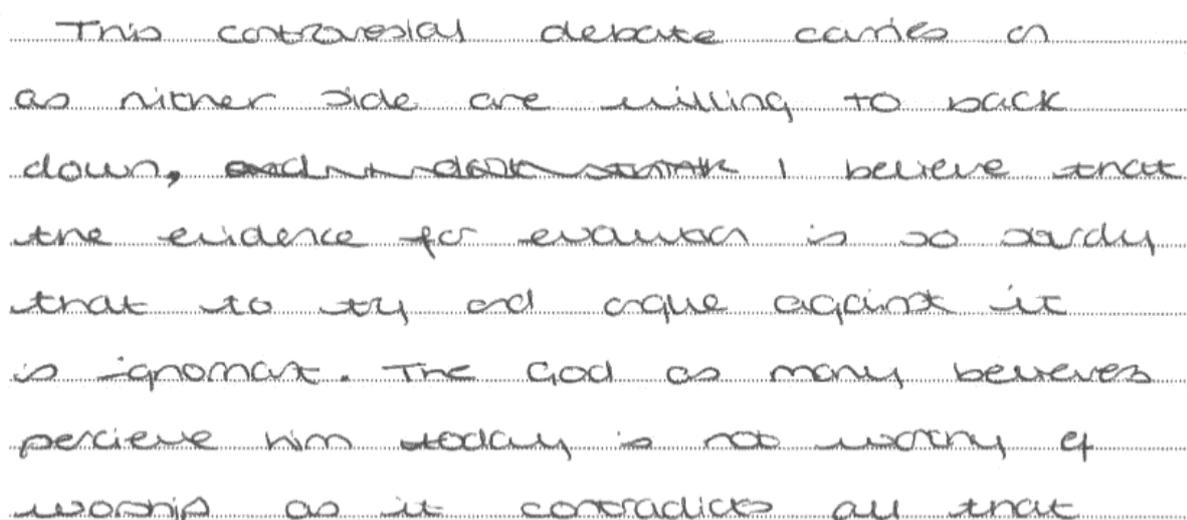 This contraversial debate carries on
as nither side are willing to back
down, I believe that
the evidence for evolution is so sturdy
that to try and argue against it
is ignorant. The God as many believers
percieve him today is not worthy of
worship as it contradicts all that